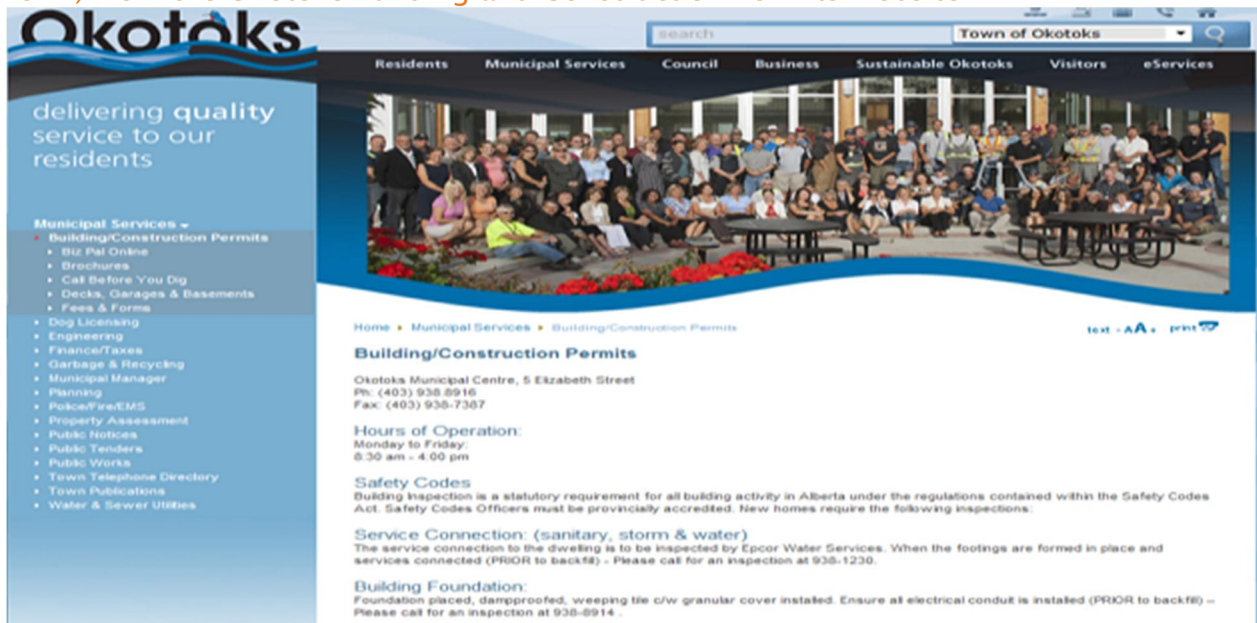 Okotoks
search
Town of Okotoks
Residents Municipal Services Council Business Sustainable Okotoks Visitors eServices
delivering quality
service to our
residents
Municipal Services
Building/Construction Permits
Biz Pal Online
Brochures
Call Before You Dig
Decks, Garages & Basements
Fees & Forms
Dog Licensing
Engineering
Finance/Taxes
Garbage & Recycling
Municipal Manager
Planning
Police/Fire/EMS
Property Assessment
Public Notices
Public Tenders
Public Works
Town Telephone Directory
Town Publications
Water & Sewer Utilities
Home Municipal Services Building/Construction Permits
text - AA + print
Building/Construction Permits
Okotoks Municipal Centre, 5 Elizabeth Street
Ph: (403) 938.8916
Fax: (403) 938-7387
Hours of Operation:
Monday to Friday:
8:30 am - 4:00 pm
Safety Codes
Building Inspection is a statutory requirement for all building activity in Alberta under the regulations contained within the Safety Codes
Act. Safety Codes Officers must be provincially accredited. New homes require the following inspections:
Service Connection: (sanitary, storm & water)
The service connection to the dwelling is to be inspected by Epcor Water Services. When the footings are formed in place and
services connected (PRIOR to backfill) - Please call for an inspection at 938-1230.
Building Foundation:
Foundation placed, dampproofed, weeping tile c/w granular cover installed. Ensure all electrical conduit is installed (PRIOR to backfill) –
Please call for an inspection at 938-8914 .